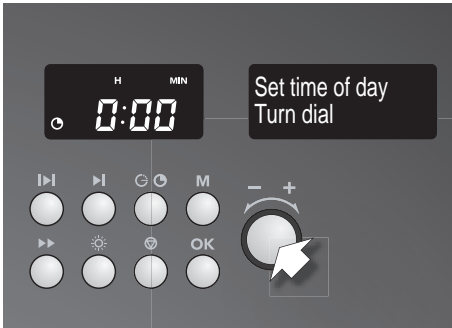 H MIN
0:00
Set time of day
Turn dial
M
- +
OK